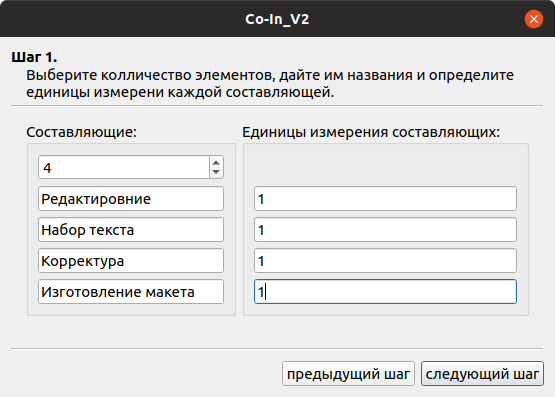 Co-In_V2
Шаг 1.
Выберите колличество элементов, дайте им названия и определите
единицы измерени каждой составляющей.
Составляющие:
Единицы измерения составляющих:
4
Редактировние
1
Набор текста
1
Корректура
1
Изготовление макета
1
предыдущий шаг
следующий шаг